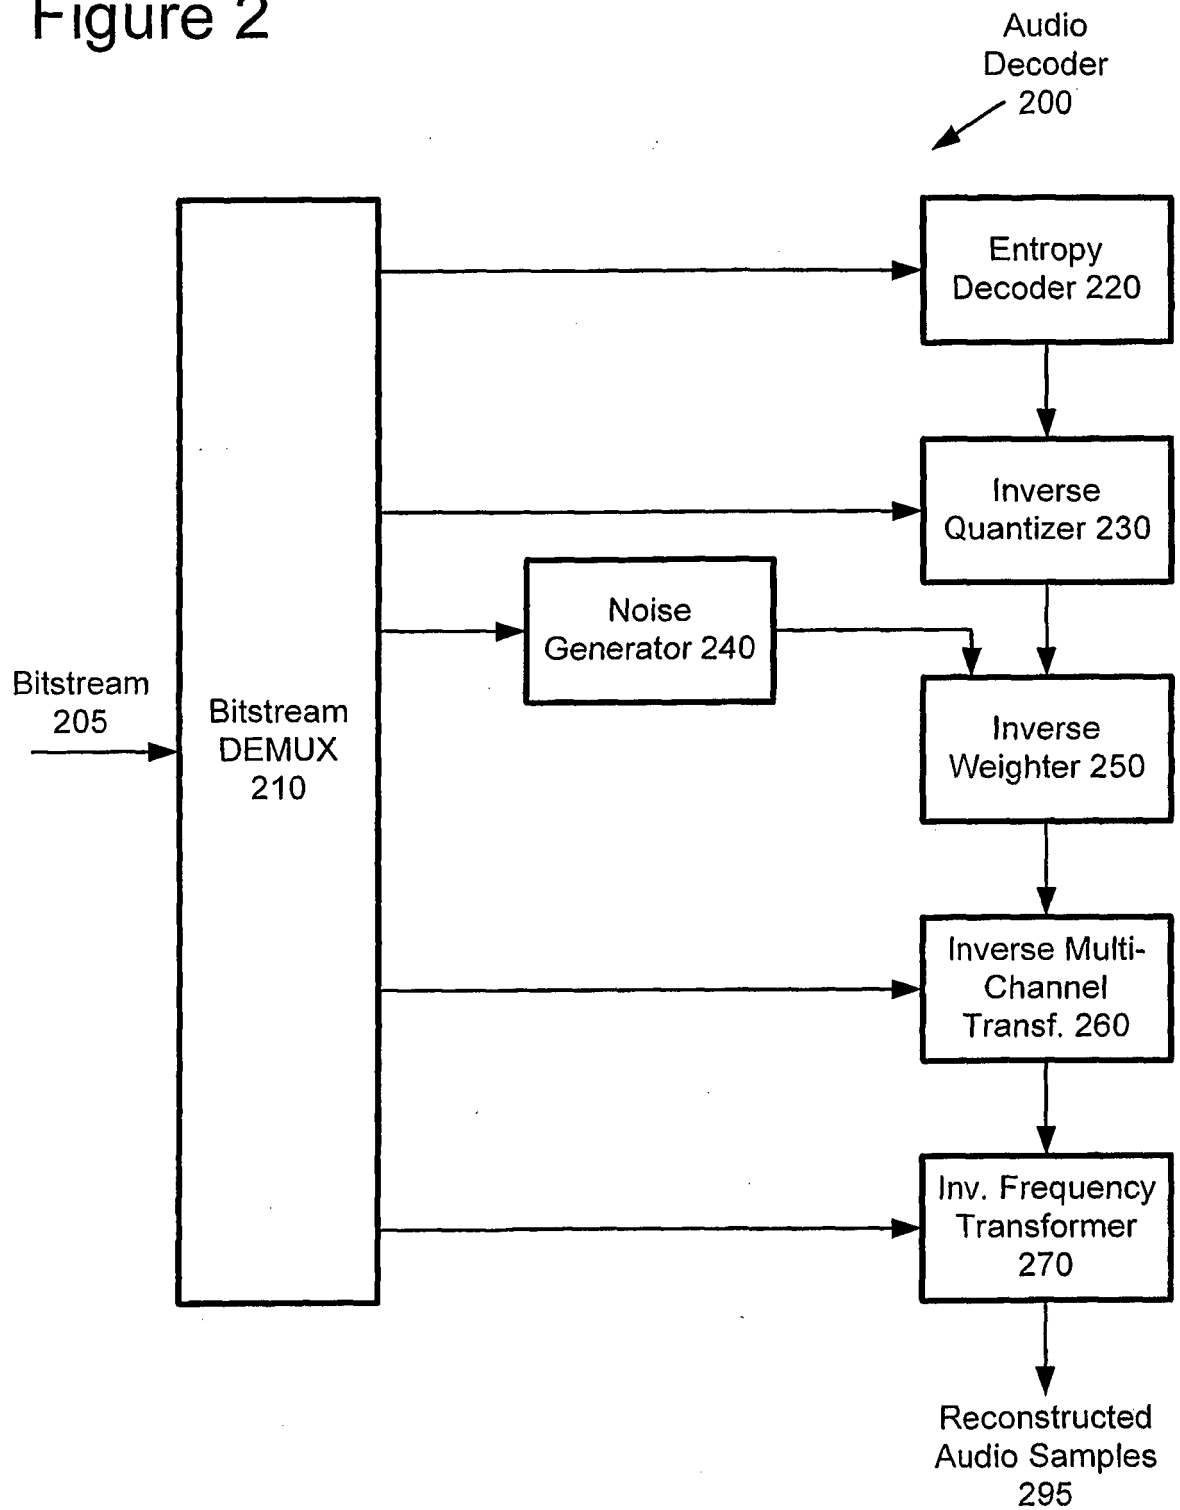 Figure 2
Audio
Decoder
200
Entropy
Decoder 220
Inverse
Quantizer 230
Noise
Generator 240
Bitstream
205
Bitstream
DEMUX
210
Inverse
Weighter 250
Inverse Multi-
Channel
Transf. 260
Inv. Frequency
Transformer
270
Reconstructed
Audio Samples
295